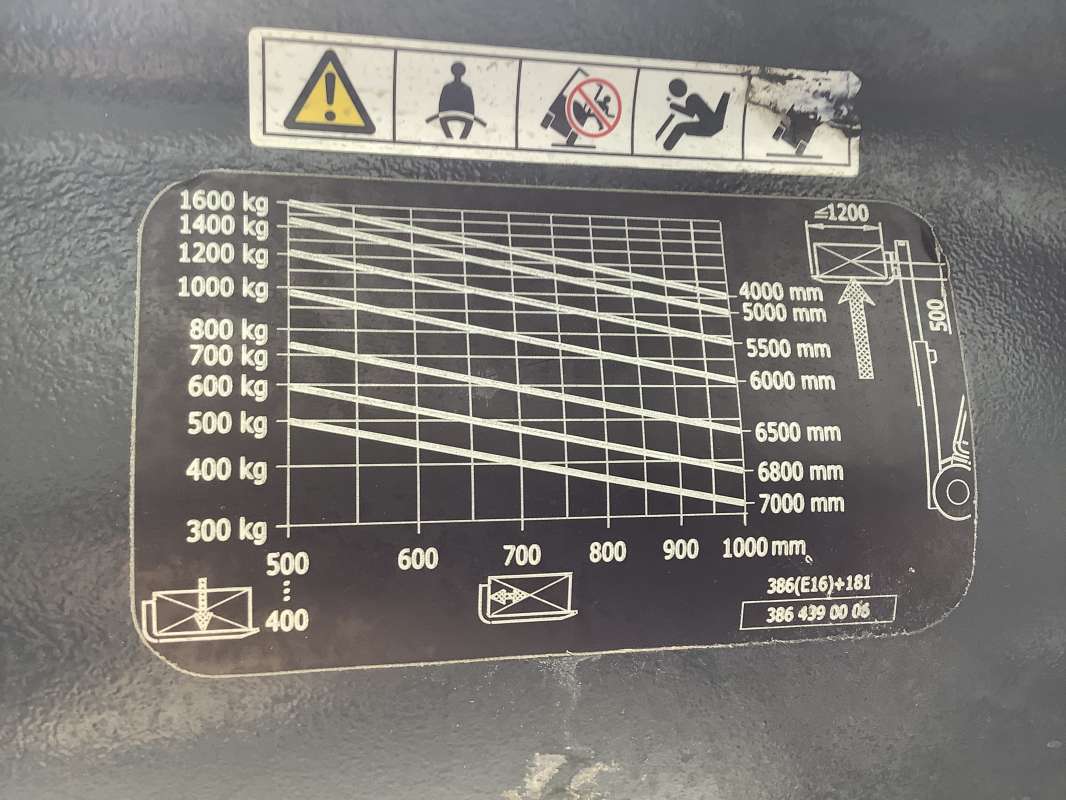 1600 kg
1400 kg
1200 kg
1000 kg
800 kg
700 kg
600 kg
500 kg
400 kg
300 kg
500
400
600
700
800
900
1000 mm
4000 mm
5000 mm
5500 mm
6000 mm
6500 mm
6800 mm
7000 mm
≤1200
500
386(E16)+181
386 439 00 06